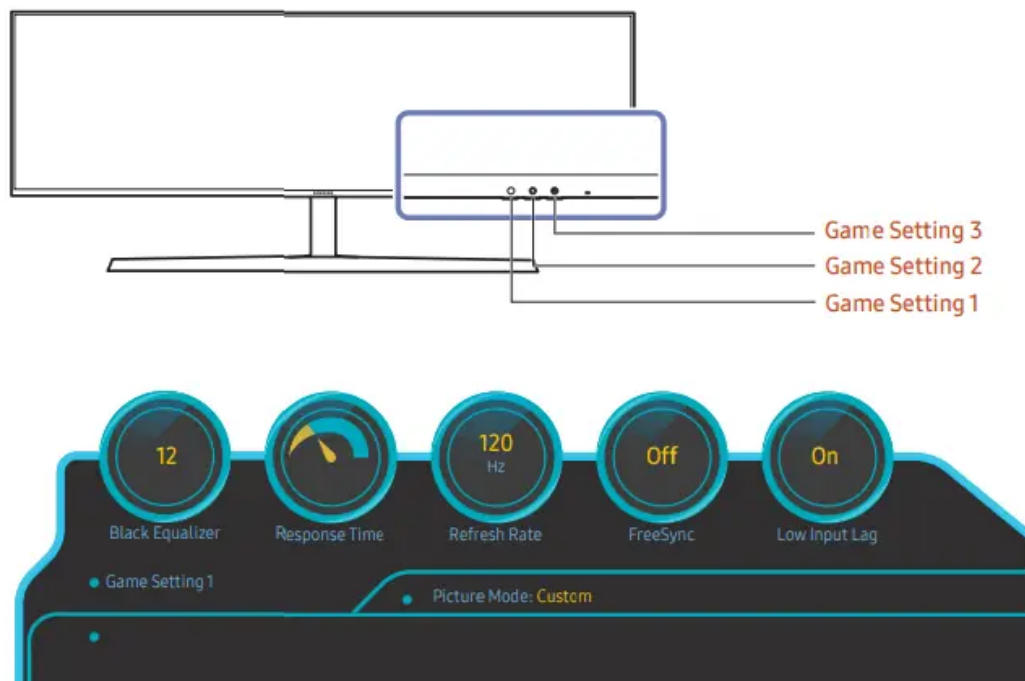 Game Setting 3
Game Setting 2
Game Setting 1
12
120
Hz
Off
On
Black Equalizer
Response Time
Refresh Rate
FreeSync
Low Input Lag
Game Setting 1
Picture Mode: Custom